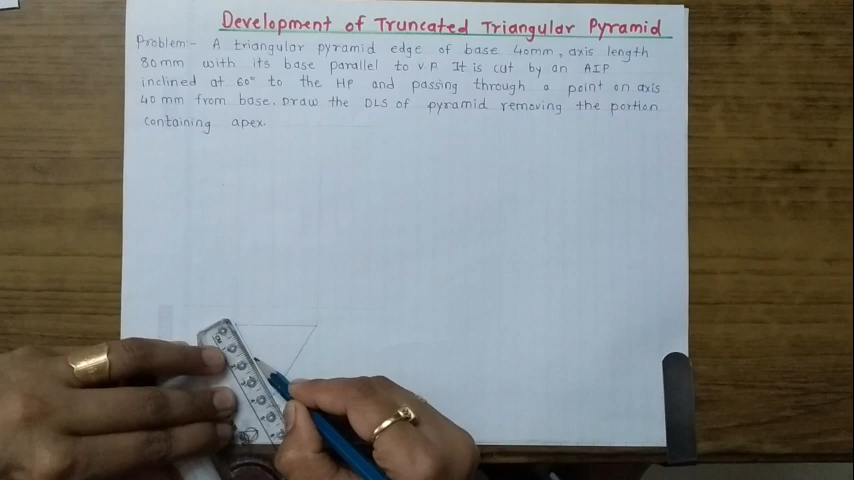 Development of Truncated Triangular Pyramid
Problem:- A triangular pyramid edge of base 40mm, axis length
80mm with its base parallel to V.P. It is cut by an AIP
inclined at 60° to the HP and passing through a point on axis
40 mm from base. Draw the DLS of pyramid removing the portion
containing apex.